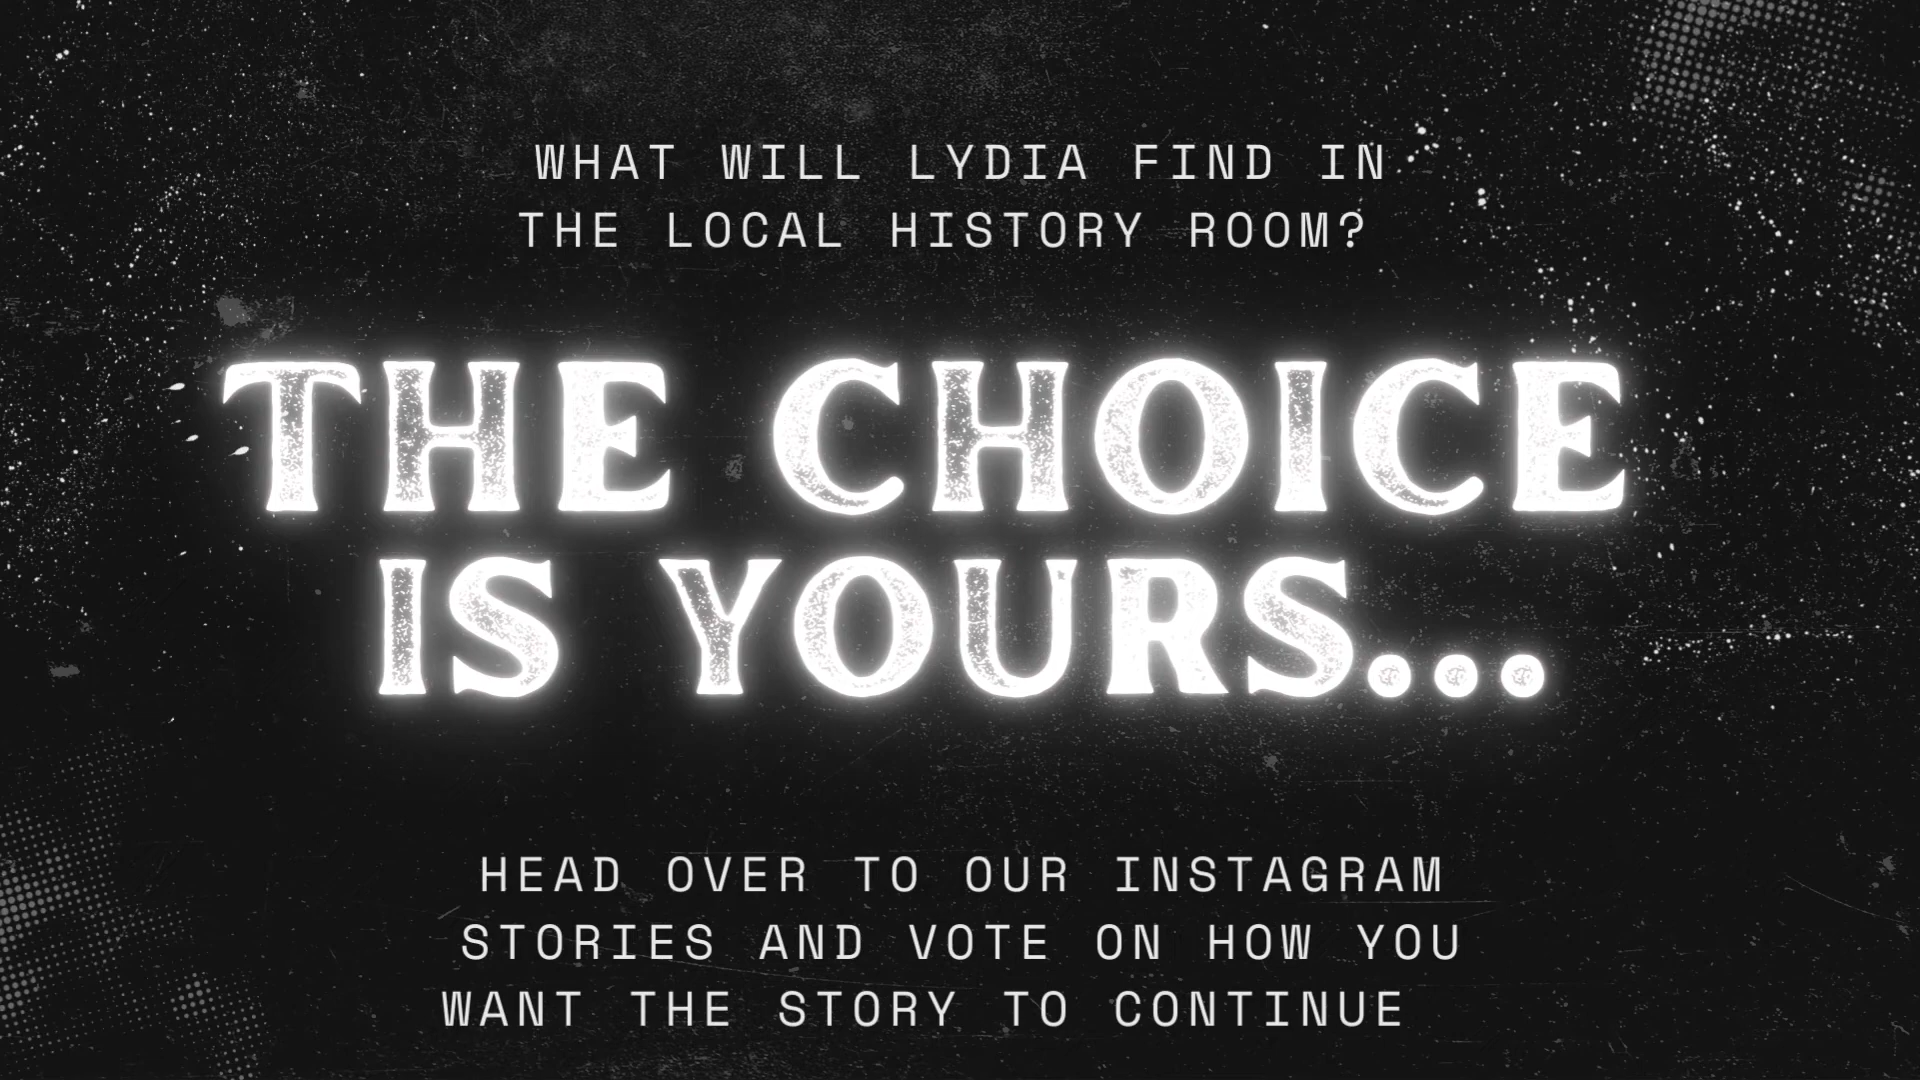 WHAT WILL LYDIA FIND IN
THE LOCAL HISTORY ROOM?
THE CHOICE
IS YOURS...
HEAD OVER TO OUR INSTAGRAM
STORIES AND VOTE ON HOW YOU
WANT THE STORY TO CONTINUE